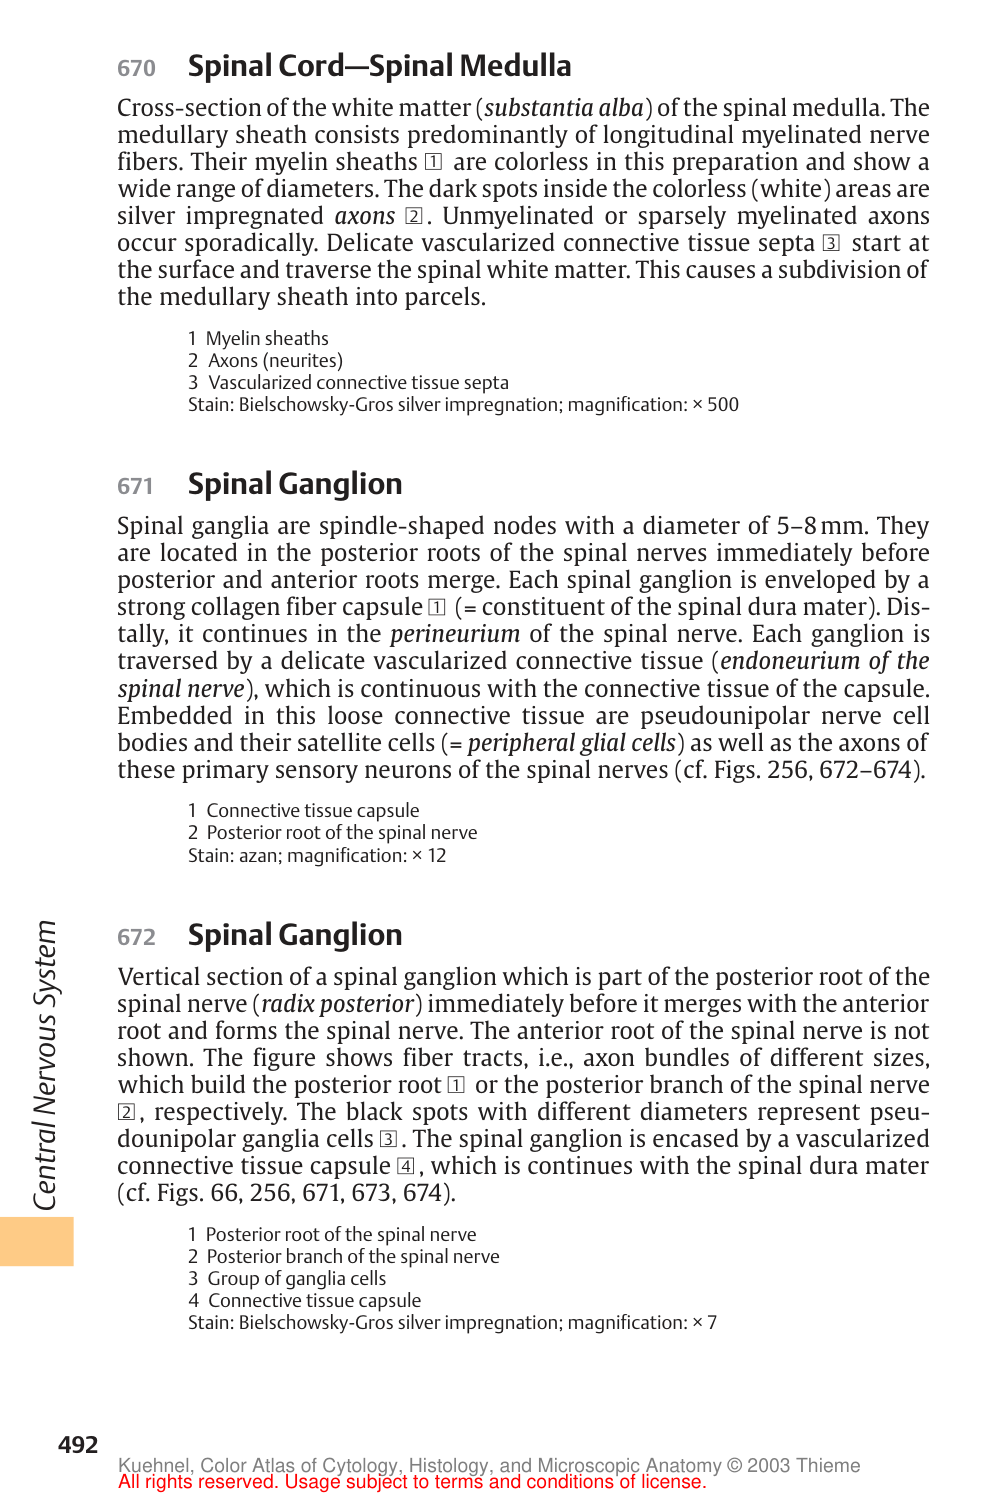 670 Spinal Cord—Spinal Medulla
Cross-section of the white matter (substantia alba) of the spinal medulla. The
medullary sheath consists predominantly of longitudinal myelinated nerve
fibers. Their myelin sheaths 1 are colorless in this preparation and show a
wide range of diameters. The dark spots inside the colorless (white) areas are
silver impregnated axons 2. Unmyelinated or sparsely myelinated axons
occur sporadically. Delicate vascularized connective tissue septa 3 start at
the surface and traverse the spinal white matter. This causes a subdivision of
the medullary sheath into parcels.
1 Myelin sheaths
2 Axons (neurites)
3 Vascularized connective tissue septa
Stain: Bielschowsky-Gros silver impregnation; magnification: × 500
671 Spinal Ganglion
Spinal ganglia are spindle-shaped nodes with a diameter of 5–8 mm. They
are located in the posterior roots of the spinal nerves immediately before
posterior and anterior roots merge. Each spinal ganglion is enveloped by a
strong collagen fiber capsule 1 (= constituent of the spinal dura mater). Dis-
tally, it continues in the perineurium of the spinal nerve. Each ganglion is
traversed by a delicate vascularized connective tissue (endoneurium of the
spinal nerve), which is continuous with the connective tissue of the capsule.
Embedded in this loose connective tissue are pseudounipolar nerve cell
bodies and their satellite cells (= peripheral glial cells) as well as the axons of
these primary sensory neurons of the spinal nerves (cf. Figs. 256, 672–674).
1 Connective tissue capsule
2 Posterior root of the spinal nerve
Stain: azan; magnification: × 12
672 Spinal Ganglion
Vertical section of a spinal ganglion which is part of the posterior root of the
spinal nerve (radix posterior) immediately before it merges with the anterior
root and forms the spinal nerve. The anterior root of the spinal nerve is not
shown. The figure shows fiber tracts, i.e., axon bundles of different sizes,
which build the posterior root 1 or the posterior branch of the spinal nerve
2, respectively. The black spots with different diameters represent pseu-
dounipolar ganglia cells 3. The spinal ganglion is encased by a vascularized
connective tissue capsule 4, which is continues with the spinal dura mater
(cf. Figs. 66, 256, 671, 673, 674).
1 Posterior root of the spinal nerve
2 Posterior branch of the spinal nerve
3 Group of ganglia cells
4 Connective tissue capsule
Stain: Bielschowsky-Gros silver impregnation; magnification: × 7
Central Nervous System
492
Kuehnel, Color Atlas of Cytology, Histology, and Microscopic Anatomy © 2003 Thieme
All rights reserved. Usage subject to terms and conditions of license.